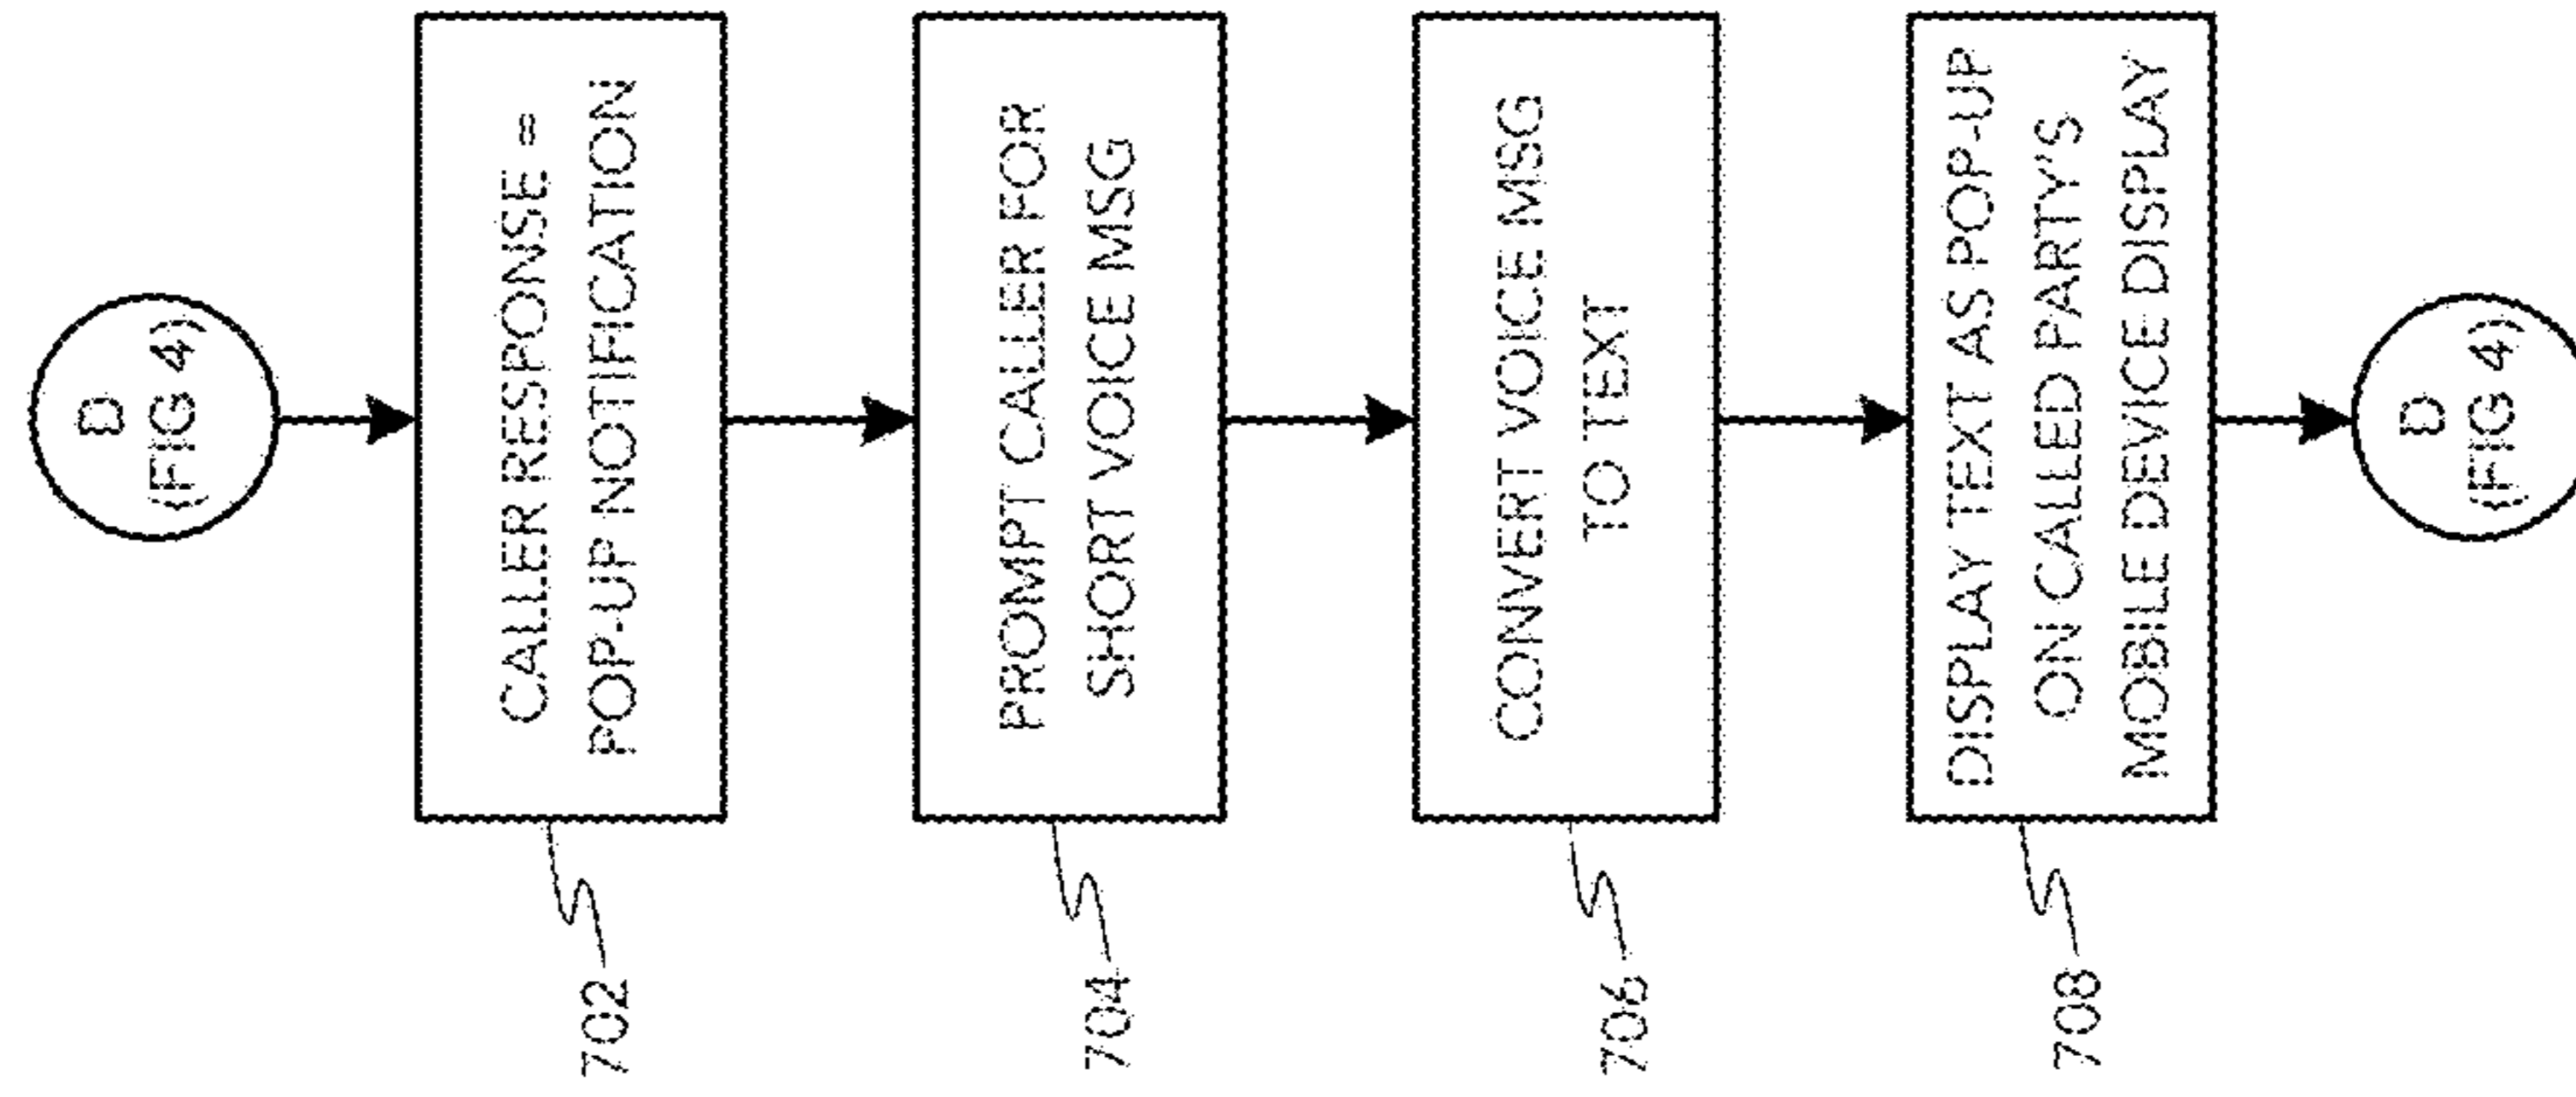 D
(FIG 4)
702
CALLER RESPONSE =
POP-UP NOTIFICATION
704
PROMPT CALLER FOR
SHORT VOICE MSG
706
CONVERT VOICE MSG
TO TEXT
708
DISPLAY TEXT AS POP-UP
ON CALLED PARTY'S
MOBILE DEVICE DISPLAY
D
(FIG 4)